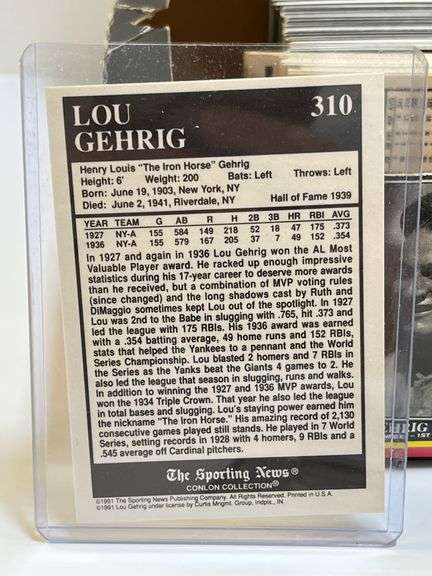 LOU
GEHRIG
310
Henry Louis "The Iron Horse" Gehrig
Height: 6' Weight: 200 Bats: Left Throws: Left
Born: June 19, 1903, New York, NY
Died: June 2, 1941, Riverdale, NY Hall of Fame 1939
YEAR TEAM G AB R H 2B 3B HR RBI AVG
1927 NY-A 155 584 149 218 52 18 47 175 .373
1936 NY-A 155 579 167 205 37 7 49 152 .354
In 1927 and again in 1936 Lou Gehrig won the AL Most
Valuable Player award. He racked up enough impressive
statistics during his 17-year career to deserve more awards
than he received, but a combination of MVP voting rules
(since changed) and the long shadows cast by Ruth and
DiMaggio sometimes kept Lou out of the spotlight. In 1927
Lou was 2nd to the Babe in slugging with .765, hit .373 and
led the league with 175 RBIs. His 1936 award was earned
with a .354 batting average, 49 home runs and 152 RBIs,
stats that helped the Yankees to a pennant and the World
Series Championship. Lou blasted 2 homers and 7 RBIs in
the Series as the Yanks beat the Giants 4 games to 2. He
also led the league that season in slugging, runs and walks.
In addition to winning the 1927 and 1936 MVP awards, Lou
won the 1934 Triple Crown. That year he also led the league
in total bases and slugging. Lou's staying power earned him
the nickname "The Iron Horse." His amazing record of 2,130
consecutive games played still stands. He played in 7 World
Series, setting records in 1928 with 4 homers, 9 RBIs and a
.545 average off Cardinal pitchers.
The Sporting News®
CONLON COLLECTION®
©1991 The Sporting News Publishing Company. All Rights Reserved. Printed in U.S.A.
©1991 Lou Gehrig under license by Curtis Mngmt. Group, Indpls., IN
EHRIG
1ST